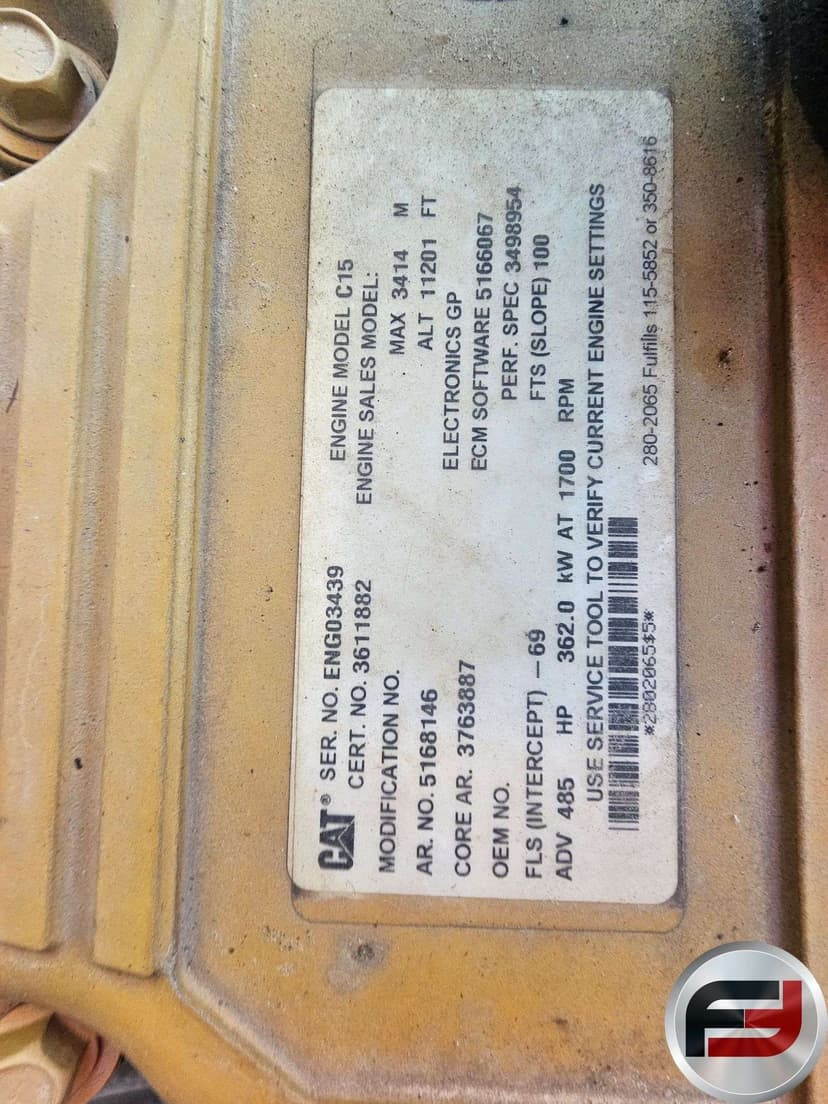 CAT® SER. NO. ENG03439 ENGINE MODEL C15
CERT. NO. 3611882 ENGINE SALES MODEL:
MODIFICATION NO. MAX 3414 M
AR. NO. 5168146 ALT 11201 FT
CORE AR. 3763887 ELECTRONICS GP
ECM SOFTWARE 5166067
OEM NO. PERF. SPEC 3498954
FLS (INTERCEPT) -69 FTS (SLOPE) 100
ADV 485 HP 362.0 kW AT 1700 RPM
USE SERVICE TOOL TO VERIFY CURRENT ENGINE SETTINGS
*2802065$5* 280-2065 Fulfills 115-5852 or 350-8616